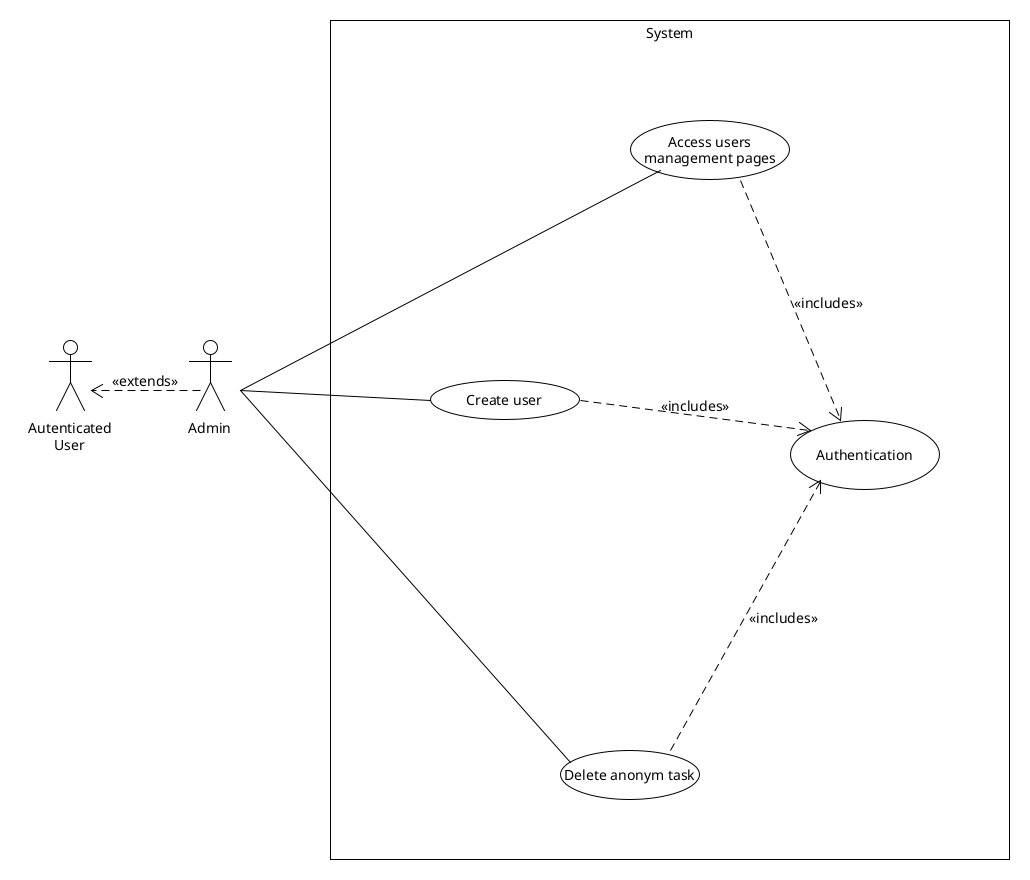 System
Access users
management pages
«includes»
«extends»
Autenticated
User
Admin
Create user
«includes»
Authentication
«includes»
Delete anonym task